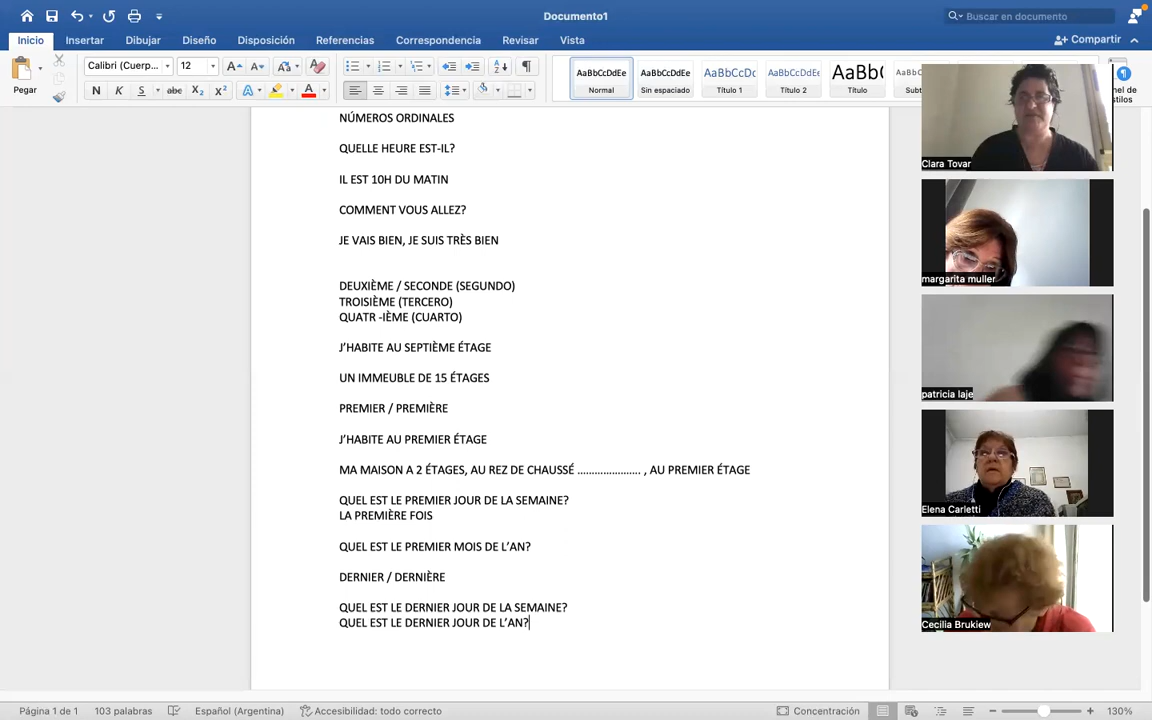 Documento1
Buscar en documento
Inicio Insertar Dibujar Diseño Disposición Referencias Correspondencia Revisar Vista
Compartir
Pegar
Calibri (Cuerp... 12
N K S abc X₂ X²
AaBbCcDdEe AaBbCcDdEe AaBbCcDc AaBbCcDdEe AaBbC AaBbCcD
Normal Sin espaciado Título 1 Título 2 Título
NÚMEROS ORDINALES
QUELLE HEURE EST-IL?
IL EST 10H DU MATIN
COMMENT VOUS ALLEZ?
JE VAIS BIEN, JE SUIS TRÈS BIEN
DEUXIÈME / SECONDE (SEGUNDO)
TROISIÈME (TERCERO)
QUATR -IÈME (CUARTO)
J'HABITE AU SEPTIÈME ÉTAGE
UN IMMEUBLE DE 15 ÉTAGES
PREMIER / PREMIÈRE
J'HABITE AU PREMIER ÉTAGE
MA MAISON A 2 ÉTAGES, AU REZ DE CHAUSSÉ ...................... , AU PREMIER ÉTAGE
QUEL EST LE PREMIER JOUR DE LA SEMAINE?
LA PREMIÈRE FOIS
QUEL EST LE PREMIER MOIS DE L'AN?
DERNIER / DERNIÈRE
QUEL EST LE DERNIER JOUR DE LA SEMAINE?
QUEL EST LE DERNIER JOUR DE L'AN?
Clara Tovar
margarita muller
patricia laje
Elena Carletti
Cecilia Brukiew
Página 1 de 1 103 palabras Español (Argentina) Accesibilidad: todo correcto Concentración 130%